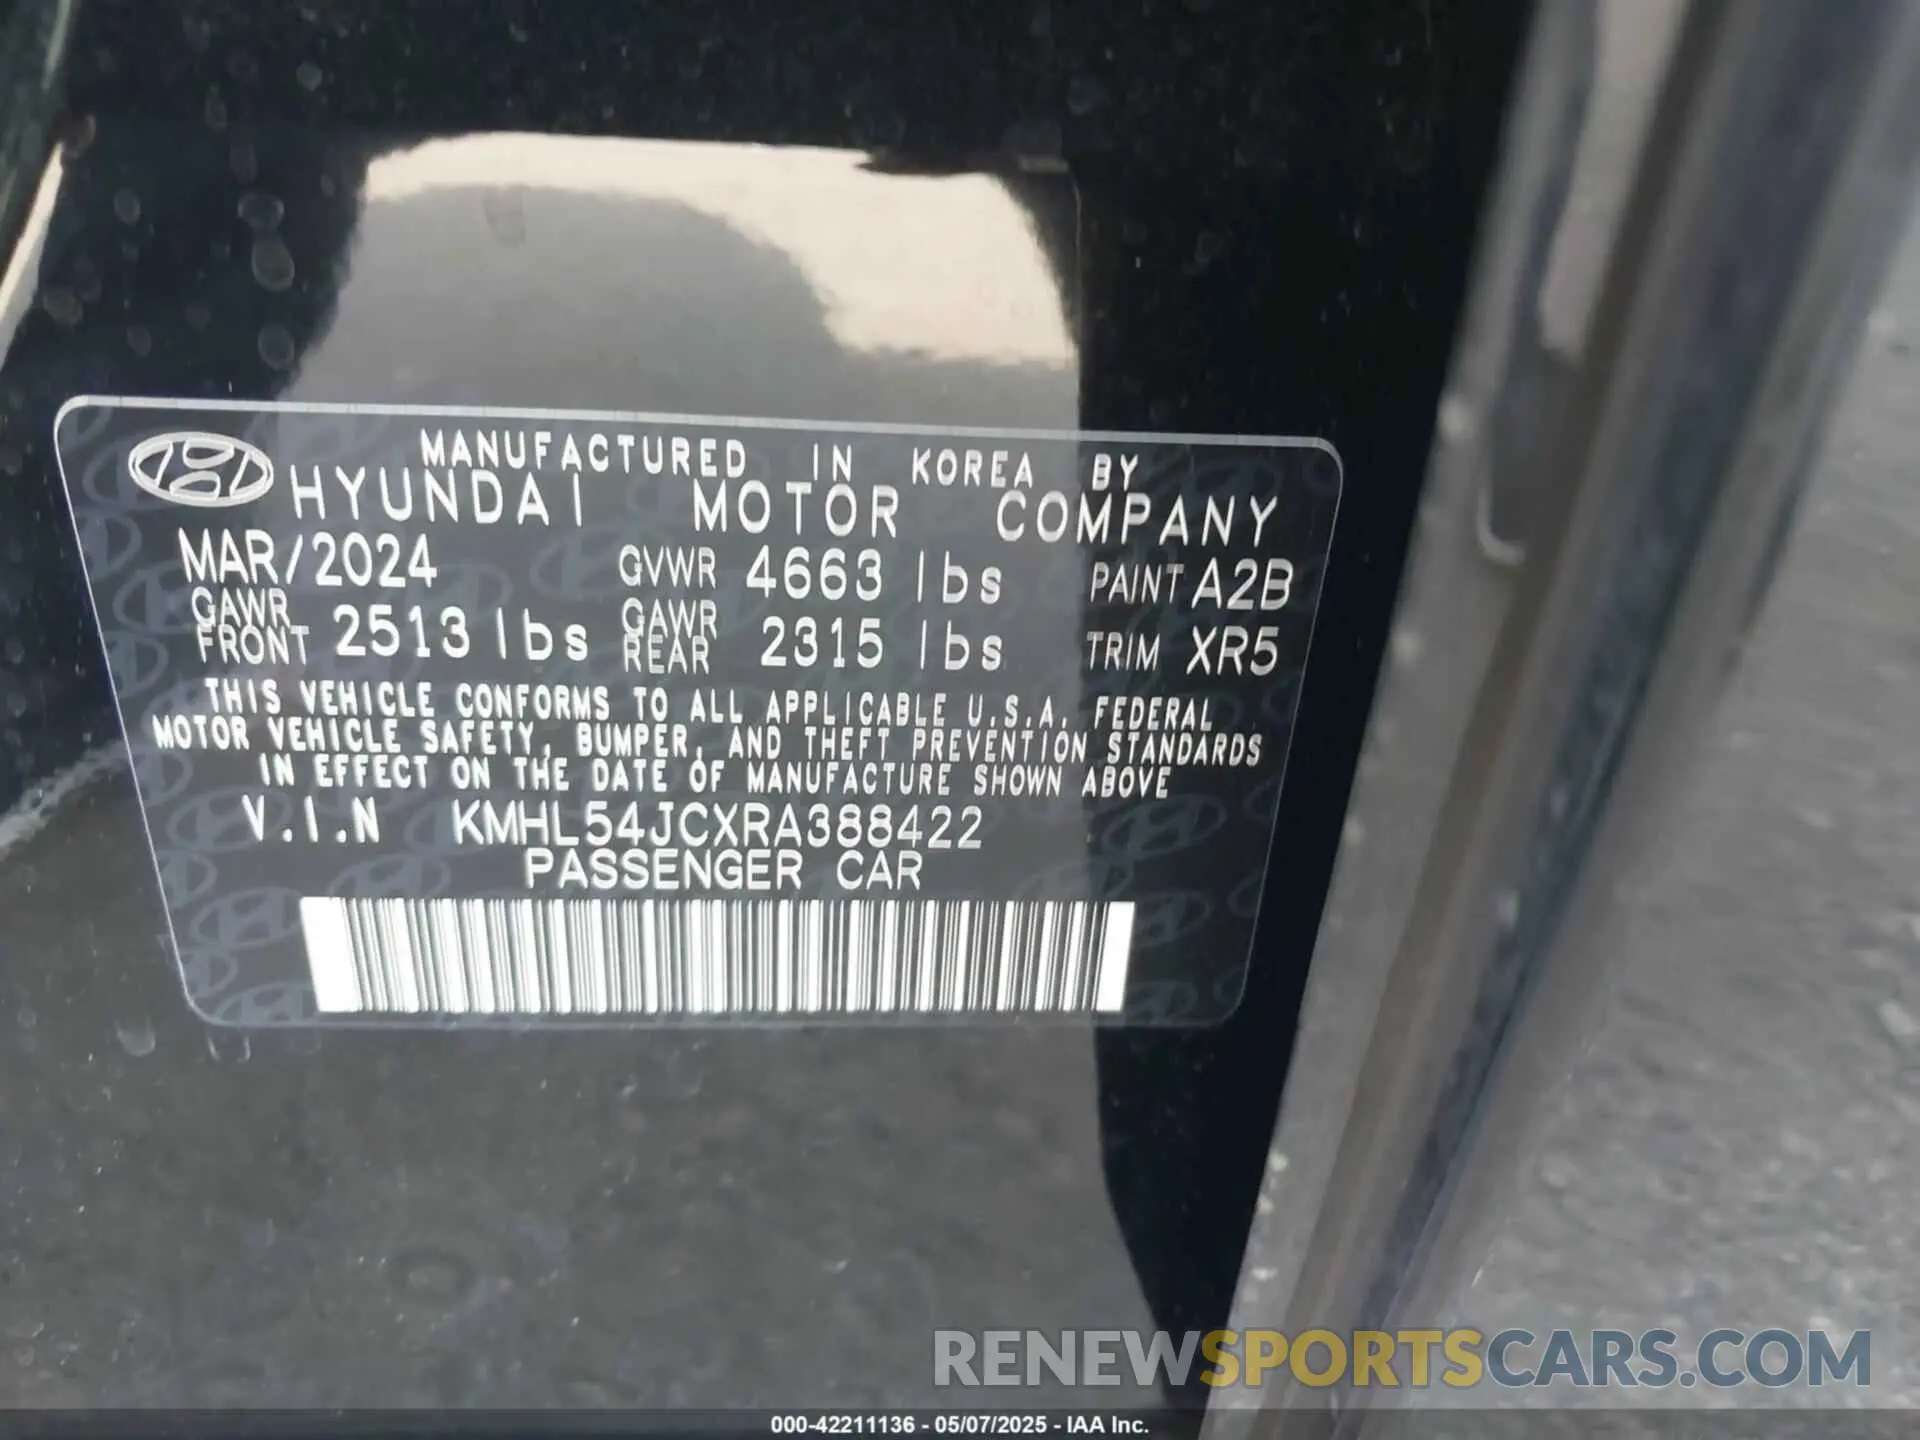 MANUFACTURED IN KOREA BY
HYUNDAI MOTOR COMPANY
MAR/2024 GVWR 4663 lbs PAINT A2B
GAWR FRONT 2513 lbs GAWR REAR 2315 lbs TRIM XR5
THIS VEHICLE CONFORMS TO ALL APPLICABLE U.S.A. FEDERAL
MOTOR VEHICLE SAFETY, BUMPER, AND THEFT PREVENTION STANDARDS
IN EFFECT ON THE DATE OF MANUFACTURE SHOWN ABOVE
V.I.N KMHL54JCXRA388422
PASSENGER CAR
RENEWSPORTSCARS.COM
000-42211136 - 05/07/2025 - IAA Inc.